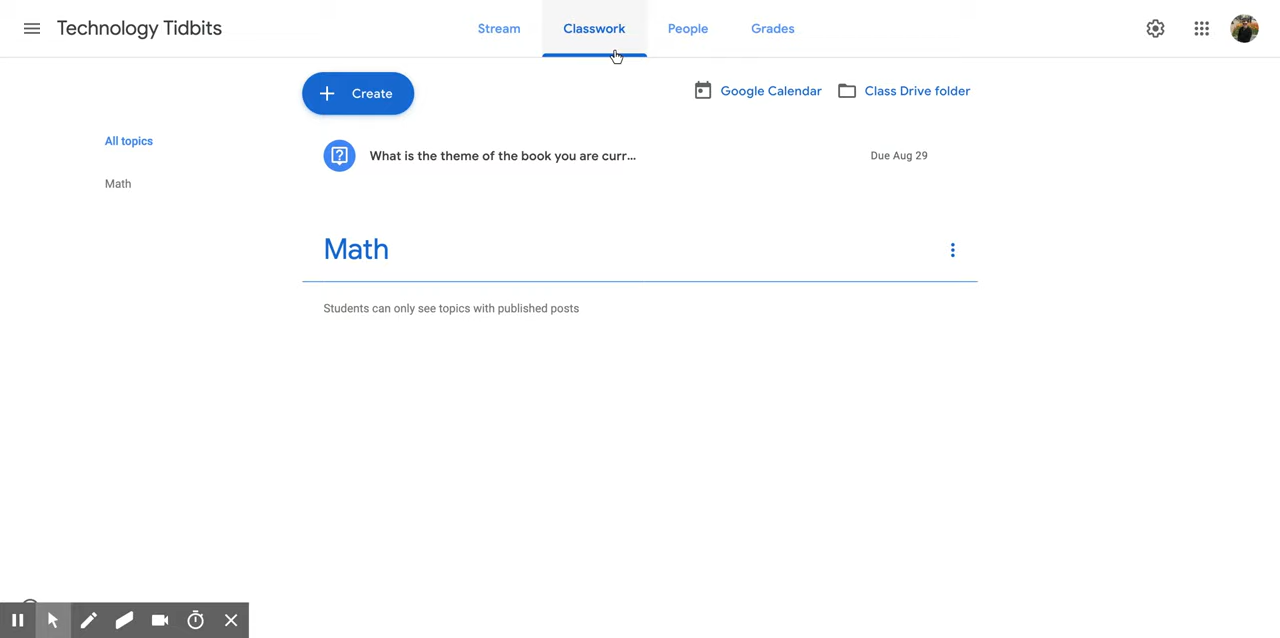 Technology Tidbits
Stream
Classwork
People
Grades
Create
Google Calendar
Class Drive folder
All topics
Math
What is the theme of the book you are curr...
Due Aug 29
Math
Students can only see topics with published posts